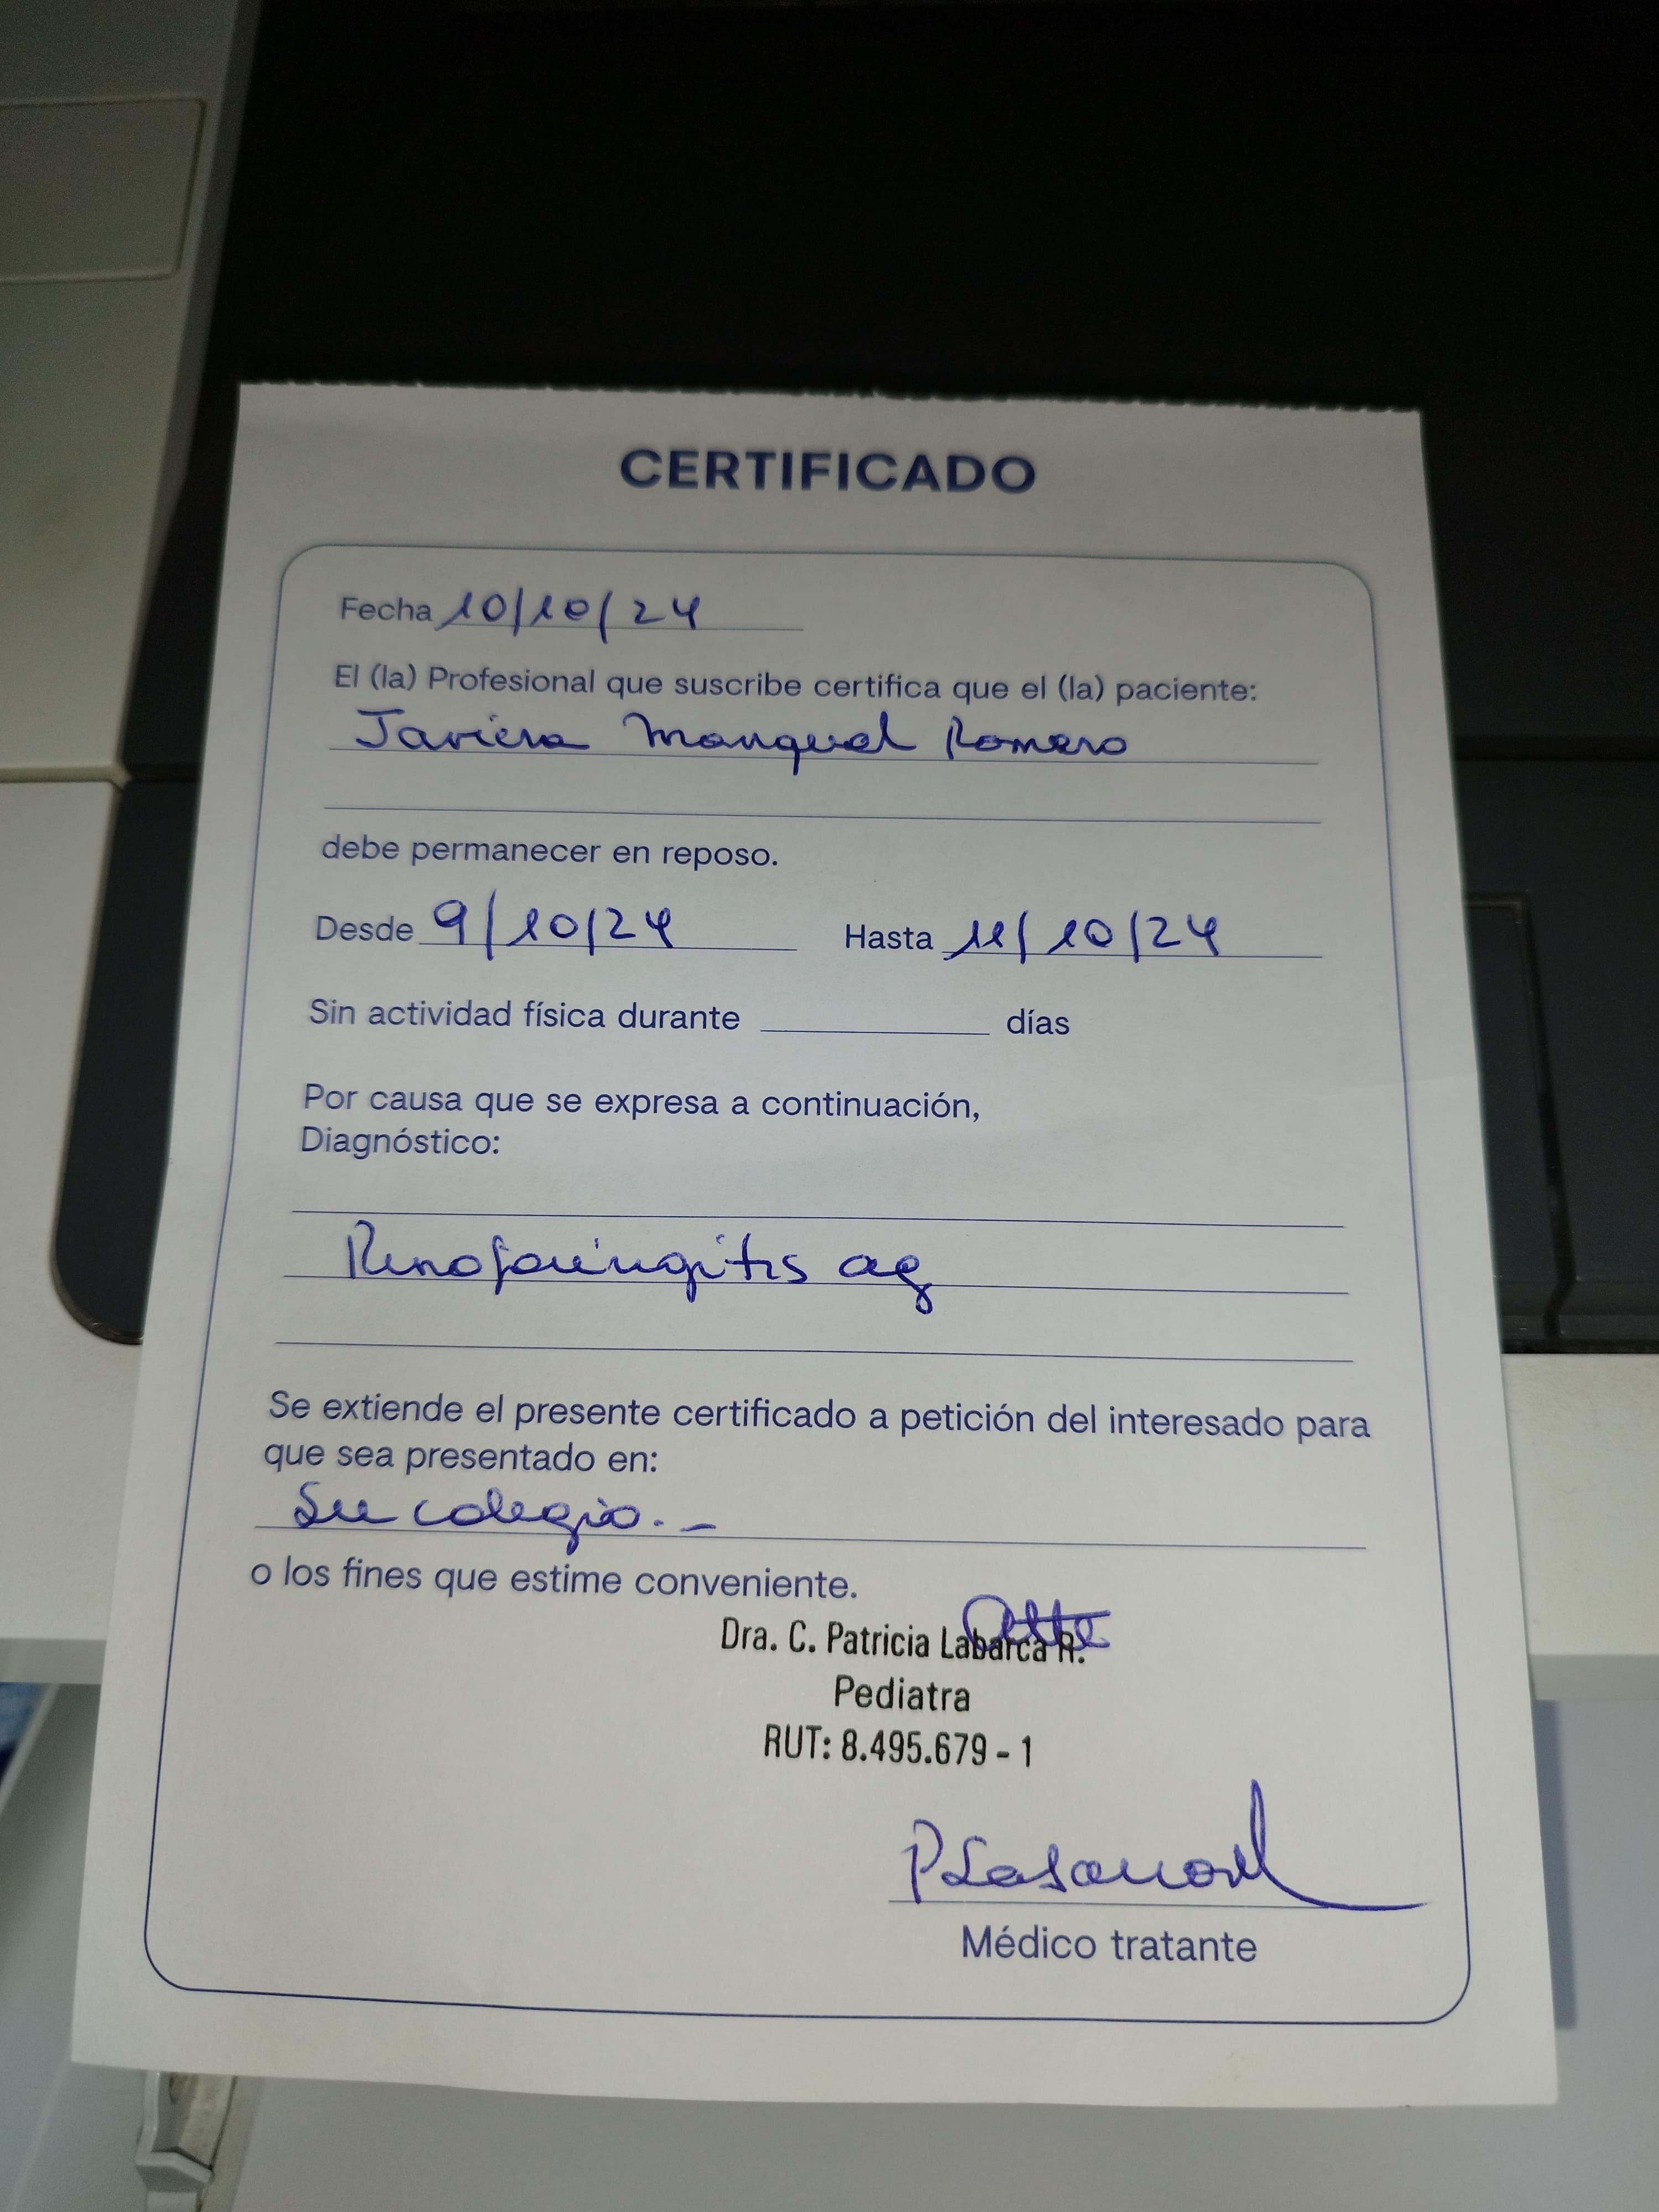 CERTIFICADO
Fecha 10/10/24
El (la) Profesional que suscribe certifica que el (la) paciente:
Javiera Manquel Romero
debe permanecer en reposo.
Desde 9/10/24 Hasta 11/10/24
Sin actividad física durante ________ días
Por causa que se expresa a continuación,
Diagnóstico:
Rinofaringitis ag
Se extiende el presente certificado a petición del interesado para
que sea presentado en:
Su colegio.-
o los fines que estime conveniente.
Atte
Dra. C. Patricia Labarca R.
Pediatra
RUT: 8.495.679 - 1
Médico tratante